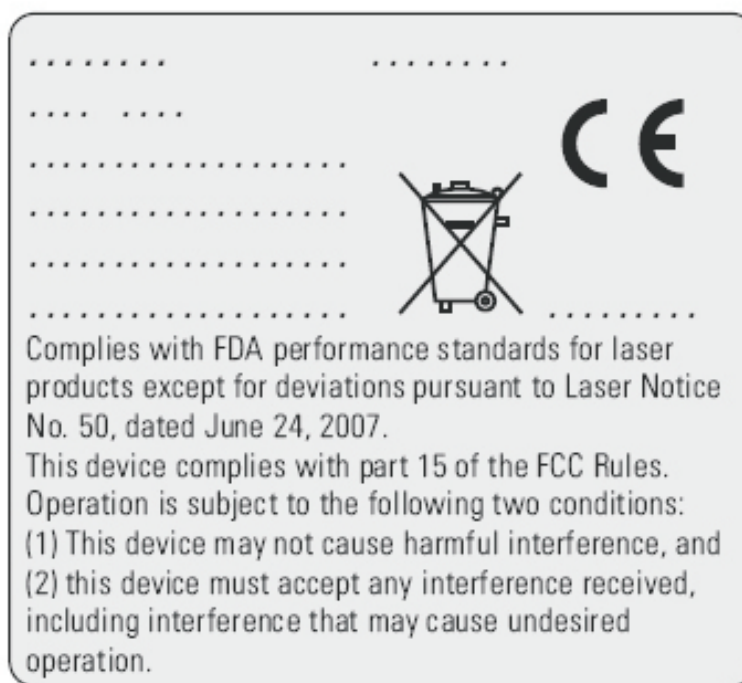 CE
Complies with FDA performance standards for laser
products except for deviations pursuant to Laser Notice
No. 50, dated June 24, 2007.
This device complies with part 15 of the FCC Rules.
Operation is subject to the following two conditions:
(1) This device may not cause harmful interference, and
(2) this device must accept any interference received,
including interference that may cause undesired
operation.